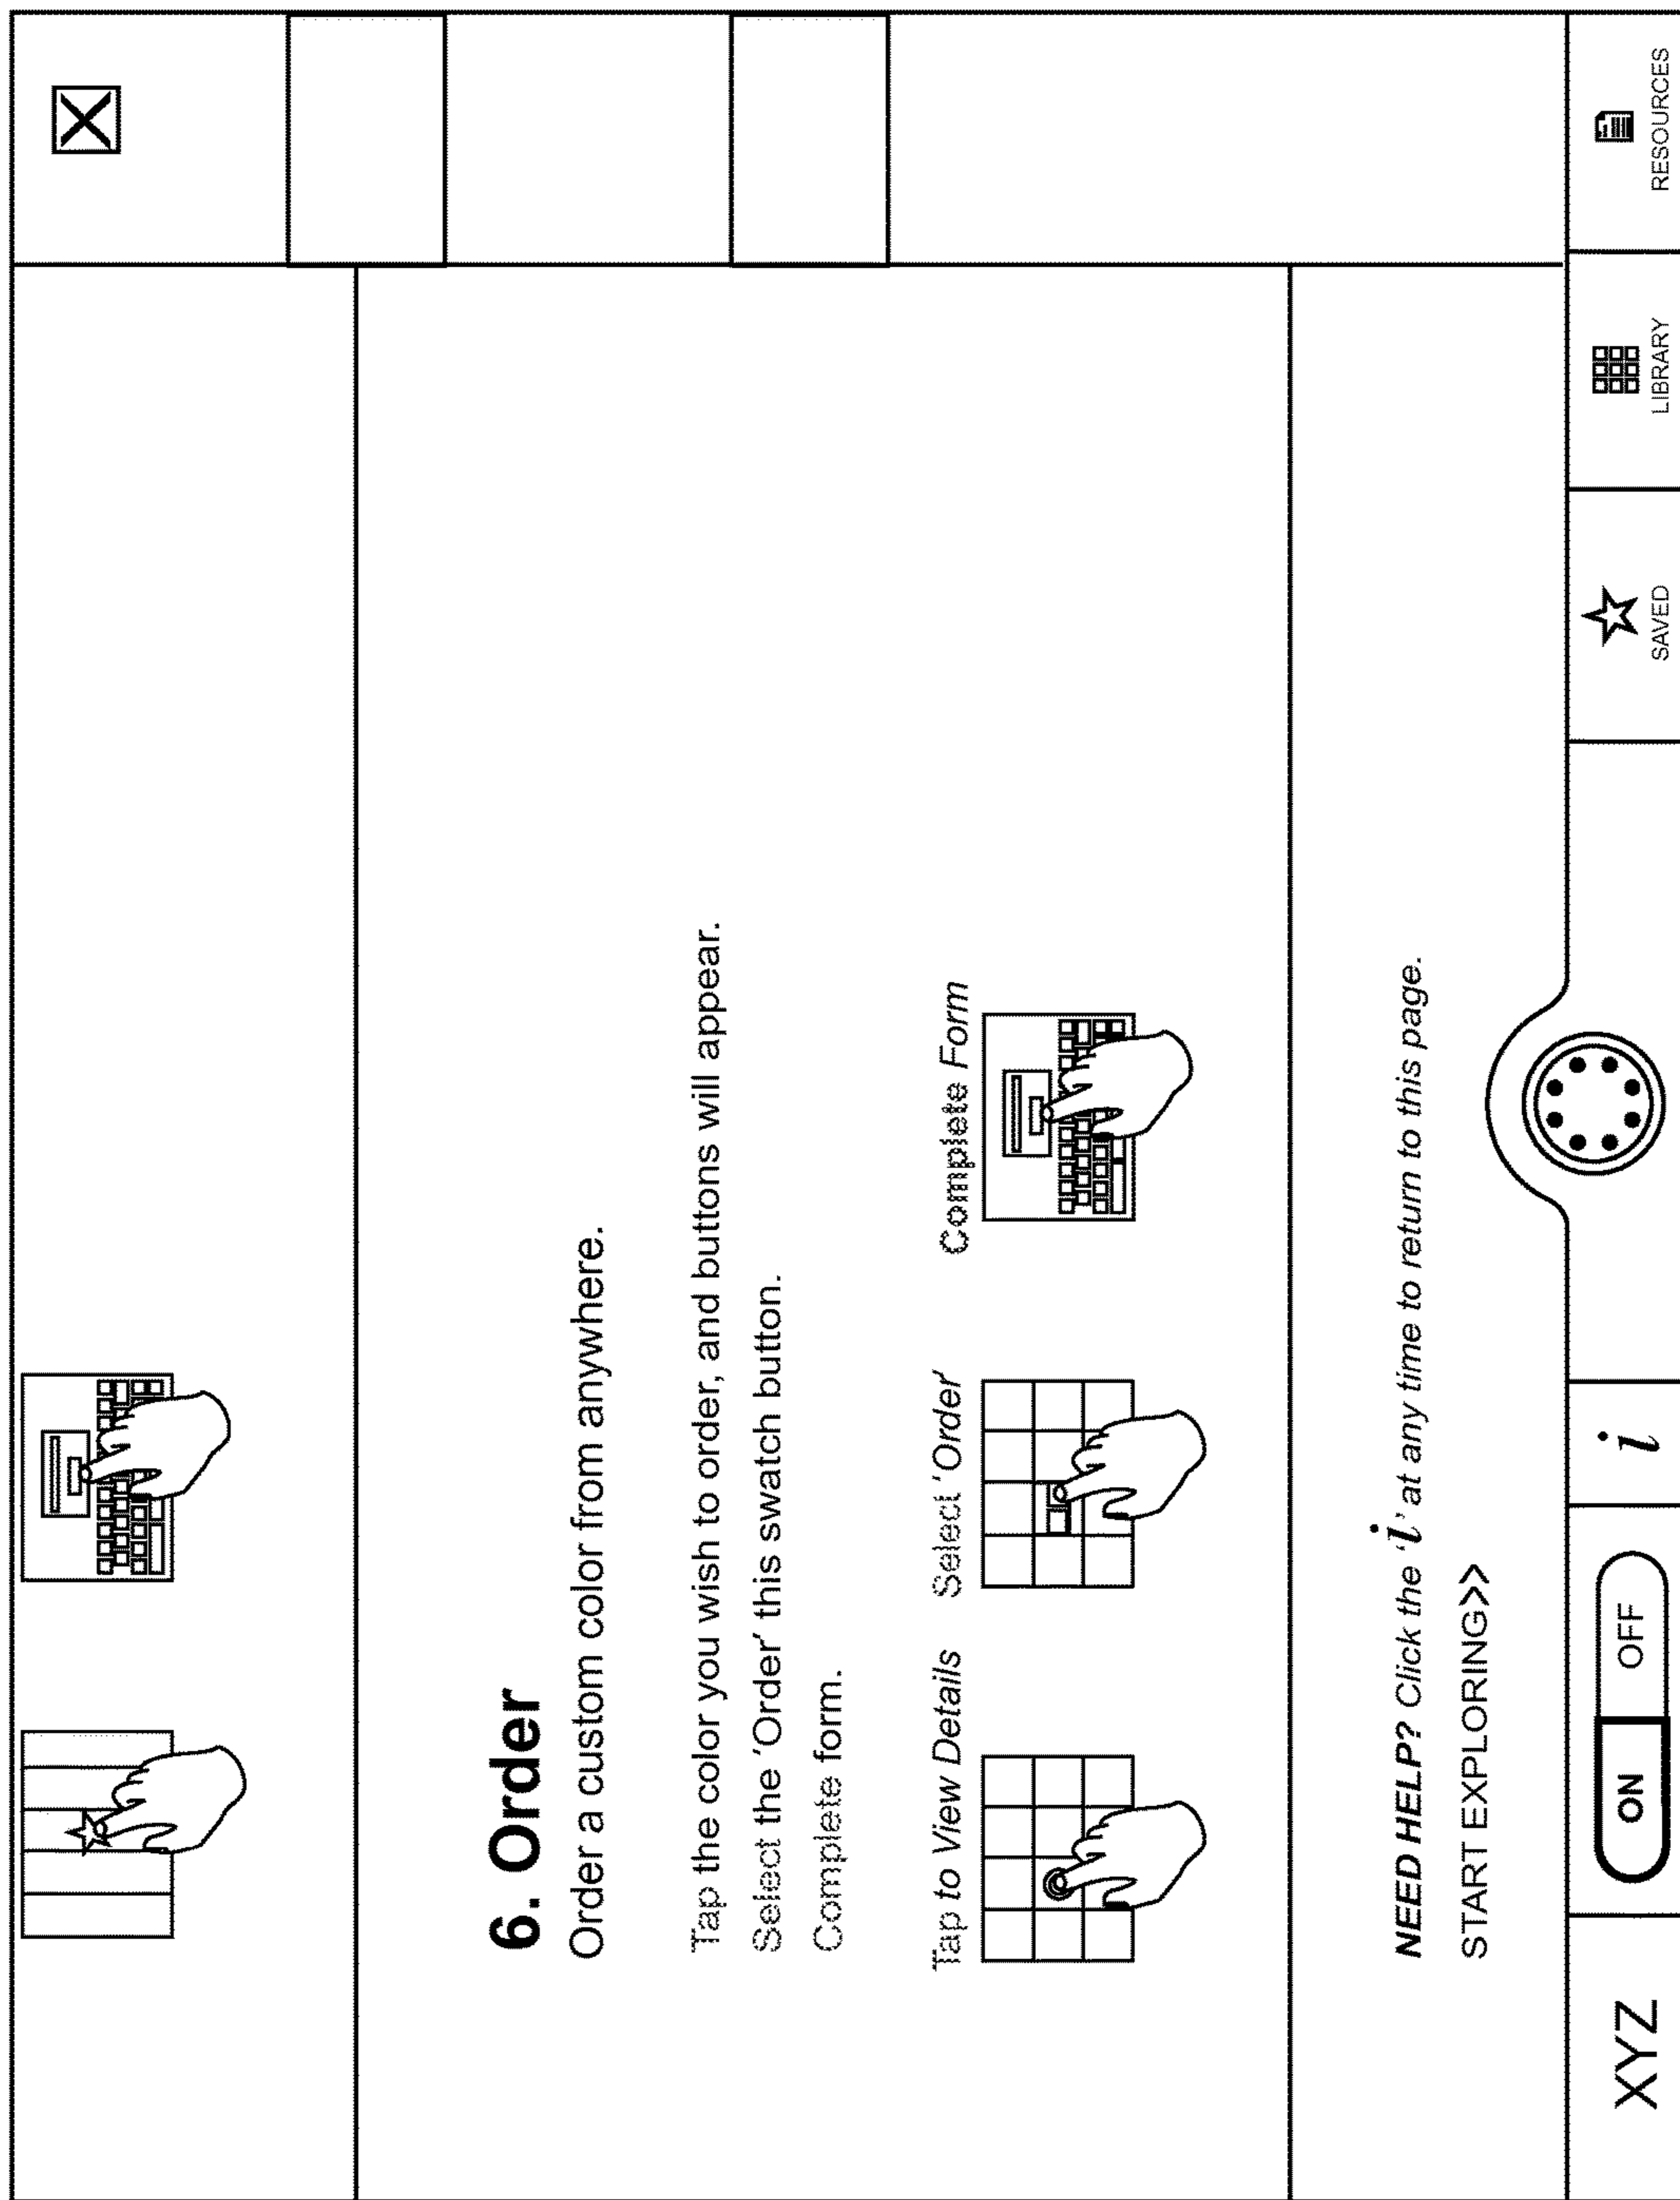 6. Order
Order a custom color from anywhere.
Tap the color you wish to order, and buttons will appear.
Select the 'Order' this swatch button.
Complete form.
Tap to View Details
Select 'Order'
Complete Form
NEED HELP? Click the 'i' at any time to return to this page.
START EXPLORING>>
XYZ
ON OFF
i
SAVED
LIBRARY
RESOURCES